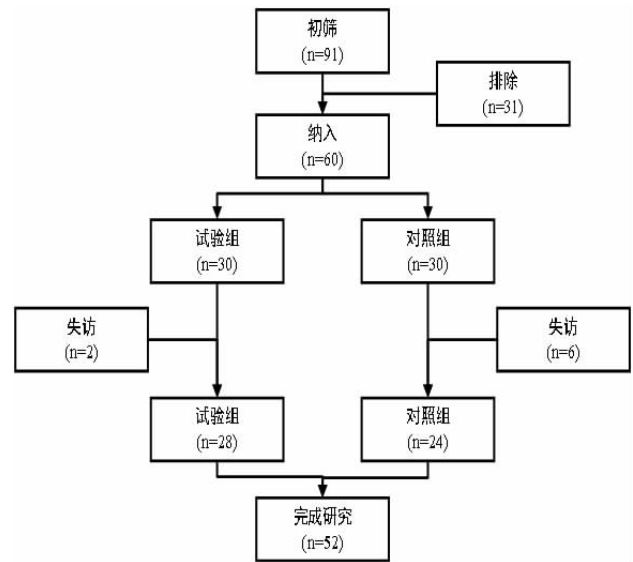 初筛
(n=91)
排除
(n=31)
纳入
(n=60)
试验组
(n=30)
对照组
(n=30)
失访
(n=2)
失访
(n=6)
试验组
(n=28)
对照组
(n=24)
完成研究
(n=52)